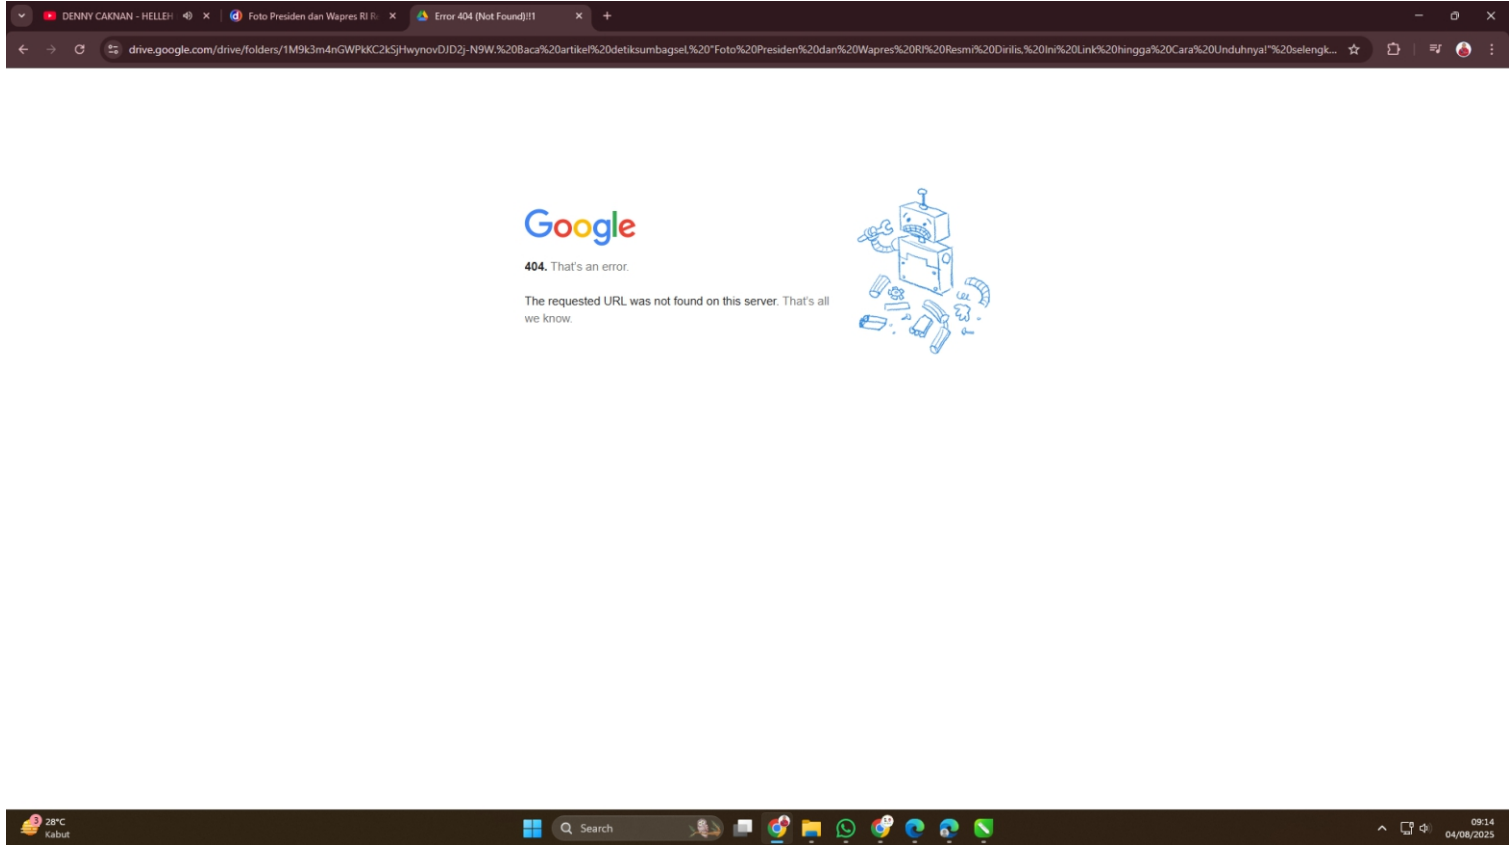 DENNY CAKNAN - HELLEH
Foto Presiden dan Wapres RI R
Error 404 (Not Found)!!1
drive.google.com/drive/folders/1M9k3m4nGWPkKC2kSjHwynovDJD2j-N9W.%20Baca%20artikel%20detiksumbagsel,%20"Foto%20Presiden%20dan%20Wapres%20RI%20Resmi%20Dirilis,%20Ini%20Link%20hingga%20Cara%20Unduhnya!"%20selengk...
Google
404. That's an error.
The requested URL was not found on this server. That's all
we know.
3
28°C
Kabut
Search
09:14
04/08/2025